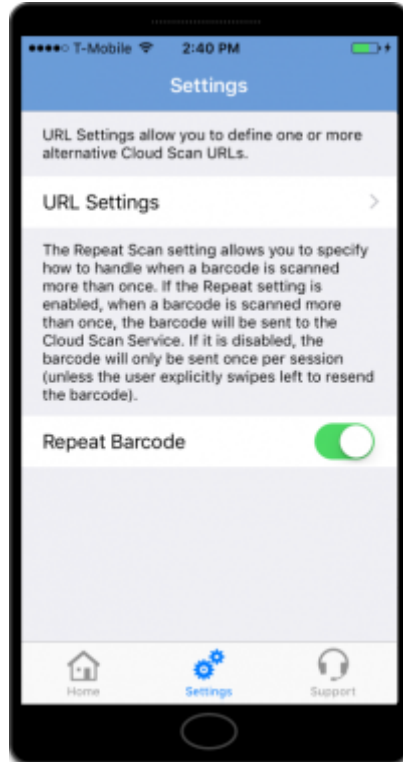 T-Mobile 2:40 PM
Settings
URL Settings allow you to define one or more
alternative Cloud Scan URLs.
URL Settings
The Repeat Scan setting allows you to specify
how to handle when a barcode is scanned
more than once. If the Repeat setting is
enabled, when a barcode is scanned more
than once, the barcode will be sent to the
Cloud Scan Service. If it is disabled, the
barcode will only be sent once per session
(unless the user explicitly swipes left to resend
the barcode).
Repeat Barcode
Home Settings Support